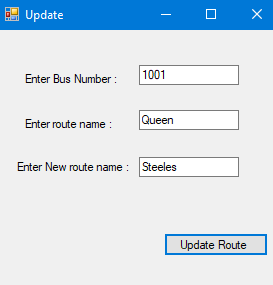 Update
Enter Bus Number : 1001
Enter route name : Queen
Enter New route name : Steeles
Update Route